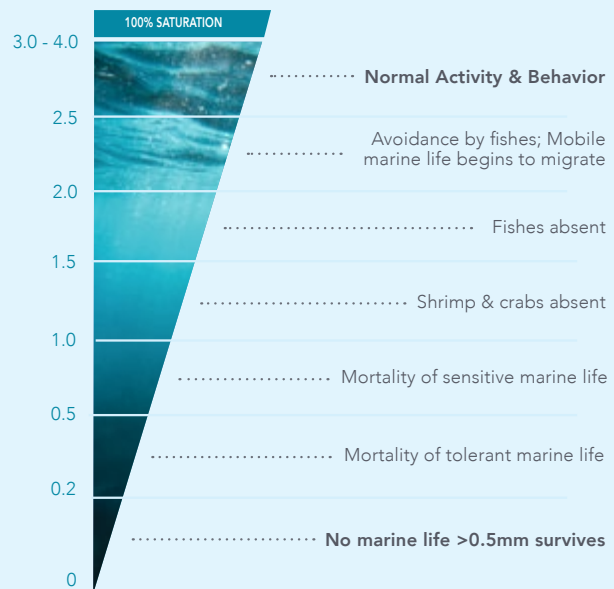 100% SATURATION
3.0 - 4.0
Normal Activity & Behavior
2.5
Avoidance by fishes; Mobile
marine life begins to migrate
2.0
Fishes absent
1.5
Shrimp & crabs absent
1.0
Mortality of sensitive marine life
0.5
Mortality of tolerant marine life
0.2
No marine life >0.5mm survives
0